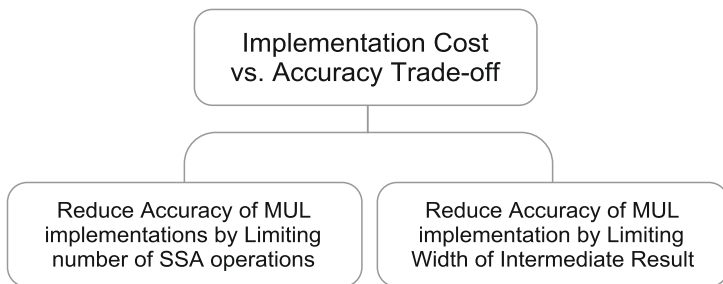 Implementation Cost
vs. Accuracy Trade-off
Reduce Accuracy of MUL
implementations by Limiting
number of SSA operations
Reduce Accuracy of MUL
implementation by Limiting
Width of Intermediate Result